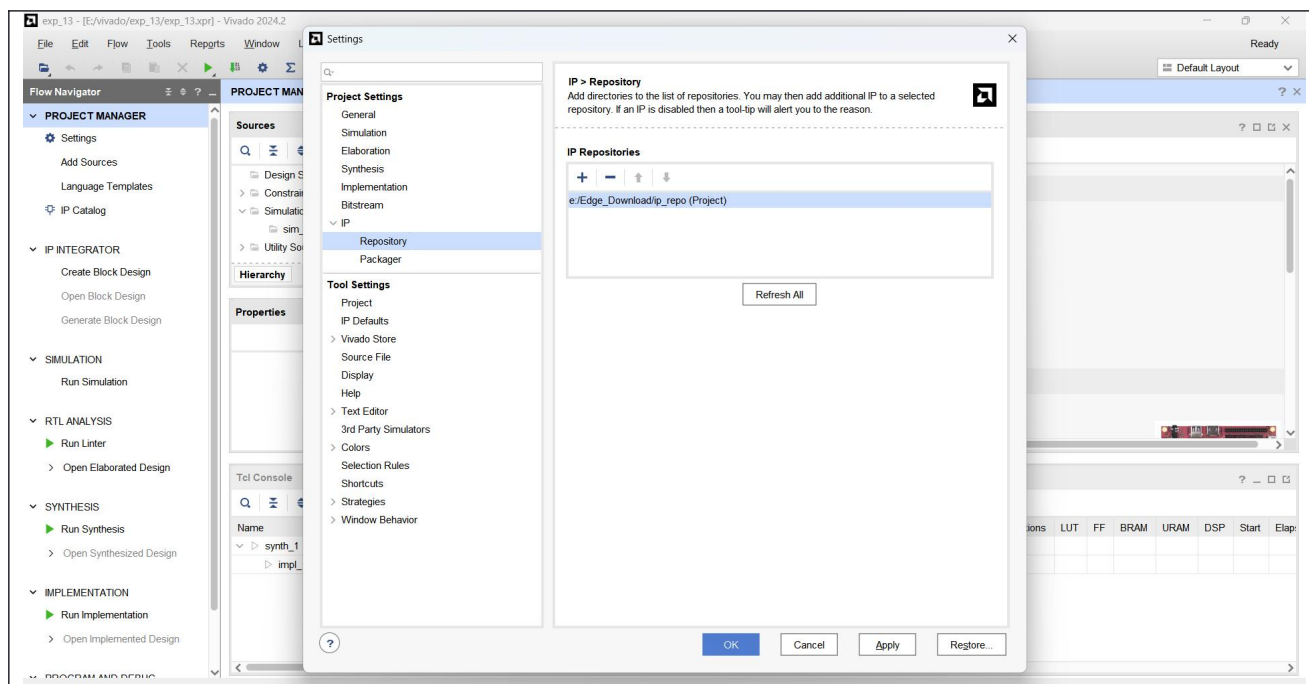 exp_13 - [E:/vivado/exp_13/exp_13.xpr] - Vivado 2024.2
File Edit Flow Tools Reports Window L
Ready
Default Layout
Flow Navigator
PROJECT MANAGER
Settings
Add Sources
Language Templates
IP Catalog
IP INTEGRATOR
Create Block Design
Open Block Design
Generate Block Design
SIMULATION
Run Simulation
RTL ANALYSIS
Run Linter
Open Elaborated Design
SYNTHESIS
Run Synthesis
Open Synthesized Design
IMPLEMENTATION
Run Implementation
Open Implemented Design
PROGRAM AND DEBUG
PROJECT MAN
Sources
Design S
Constrai
Simulatio
sim_
Utility So
Hierarchy
Properties
Tcl Console
Name
synth_1
impl_
Settings
Q-
Project Settings
General
Simulation
Elaboration
Synthesis
Implementation
Bitstream
IP
Repository
Packager
Tool Settings
Project
IP Defaults
Vivado Store
Source File
Display
Help
Text Editor
3rd Party Simulators
Colors
Selection Rules
Shortcuts
Strategies
Window Behavior
IP > Repository
Add directories to the list of repositories. You may then add additional IP to a selected
repository. If an IP is disabled then a tool-tip will alert you to the reason.
IP Repositories
e:/Edge_Download/ip_repo (Project)
Refresh All
?
OK Cancel Apply Restore...
ions LUT FF BRAM URAM DSP Start Elap